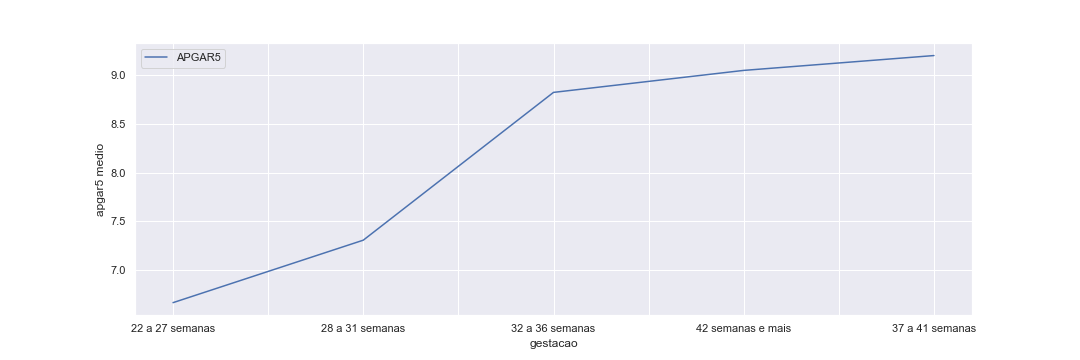 APGAR5
apgar5 medio
9.0
8.5
8.0
7.5
7.0
22 a 27 semanas
28 a 31 semanas
32 a 36 semanas
42 semanas e mais
37 a 41 semanas
gestacao